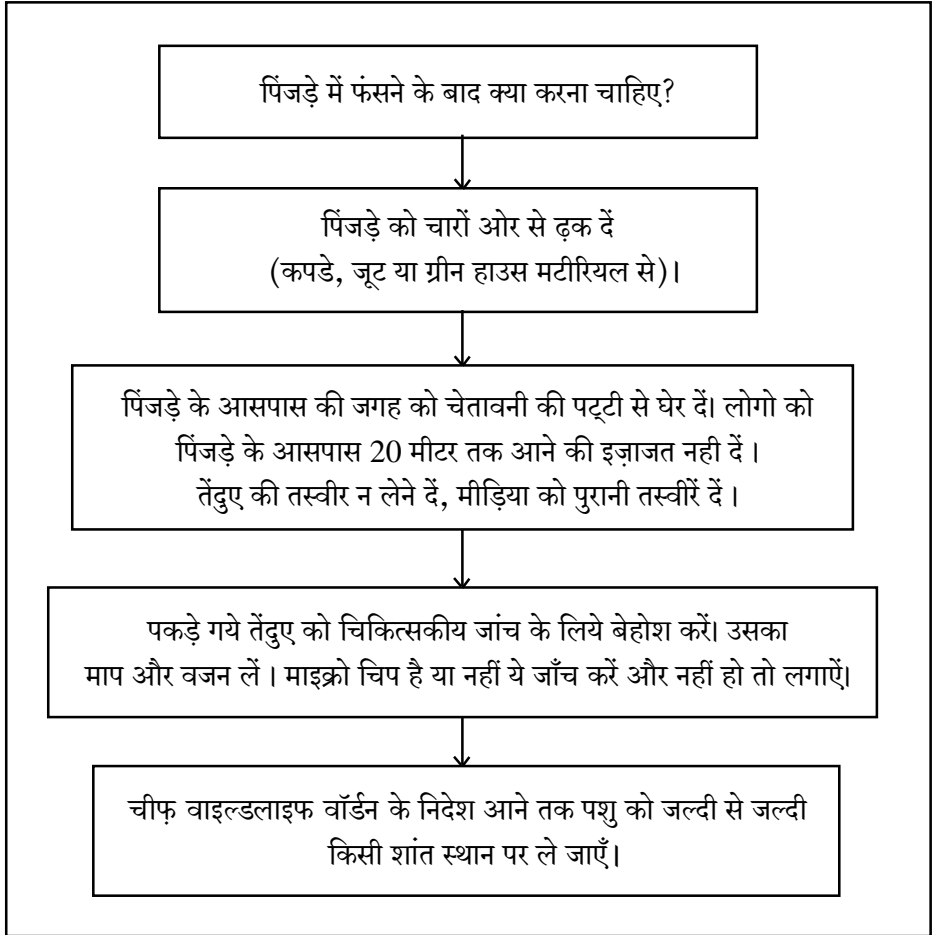 पिंजड़े में फंसने के बाद क्या करना चाहिए?
पिंजड़े को चारों ओर से ढ़क दें
(कपडे, जूट या ग्रीन हाउस मटीरियल से)।
पिंजड़े के आसपास की जगह को चेतावनी की पट्टी से घेर दें। लोगो को
पिंजड़े के आसपास 20 मीटर तक आने की इज़ाजत नही दें।
तेंदुए की तस्वीर न लेने दें, मीड़िया को पुरानी तस्वीरें दें।
पकड़े गये तेंदुए को चिकित्सकीय जांच के लिये बेहोश करें। उसका
माप और वजन लें। माइक्रो चिप है या नहीं ये जाँच करें और नहीं हो तो लगाऐं।
चीफ़ वाइल्डलाइफ वॉर्डन के निदेश आने तक पशु को जल्दी से जल्दी
किसी शांत स्थान पर ले जाएँ।